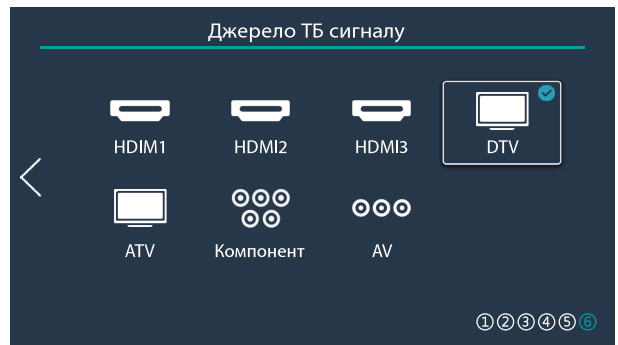 Джерело ТБ сигналу
HDIM1 HDMI2 HDMI3 DTV
ATV Компонент AV
①②③④⑤⑥